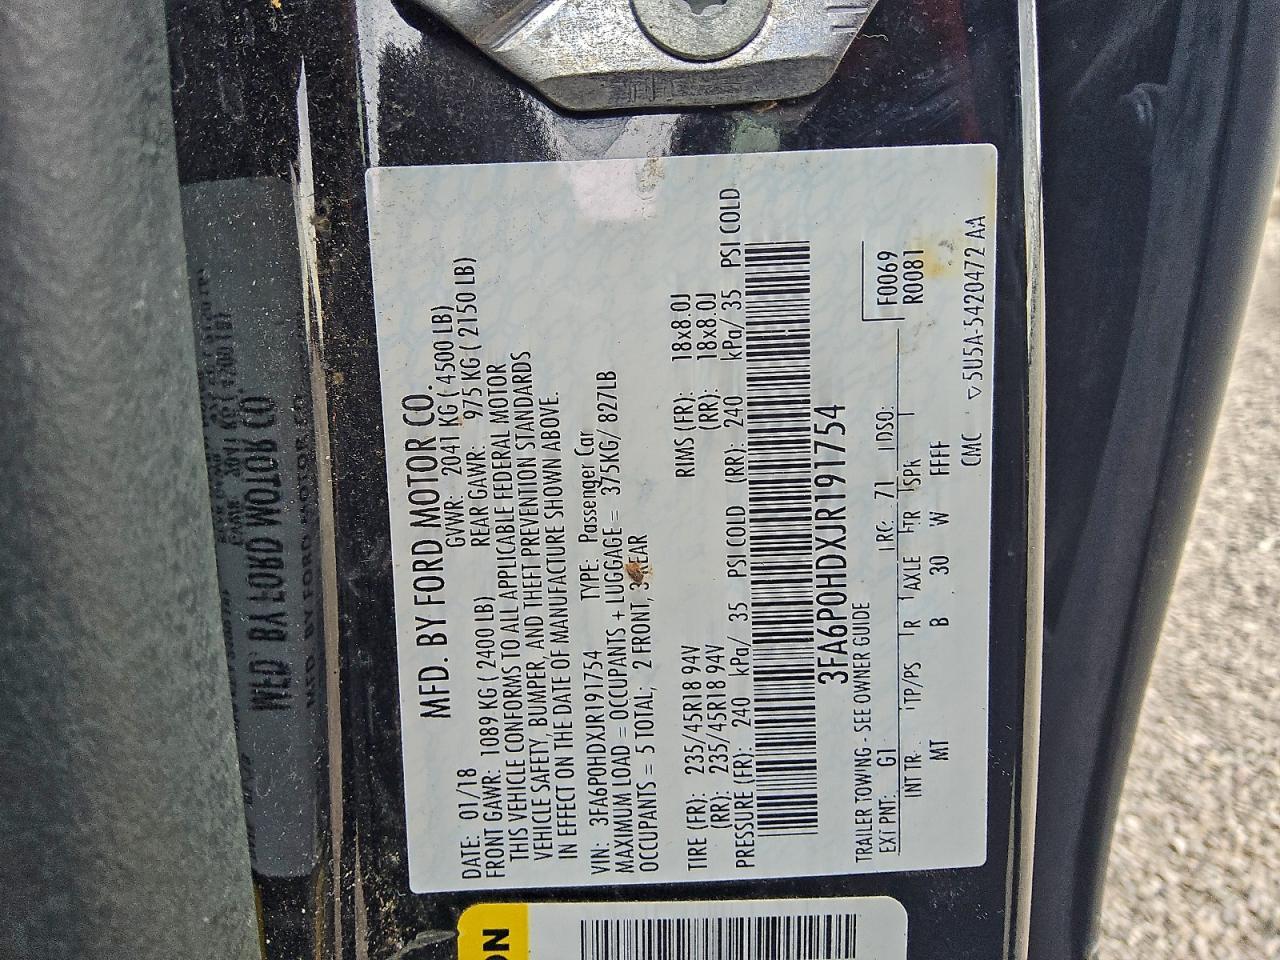 MFD. BY FORD MOTOR CO.
DATE: 01/18 GVWR: 2041 KG ( 4500 LB)
FRONT GAWR: 1089 KG ( 2400 LB) REAR GAWR: 975 KG ( 2150 LB)
THIS VEHICLE CONFORMS TO ALL APPLICABLE FEDERAL MOTOR
VEHICLE SAFETY, BUMPER, AND THEFT PREVENTION STANDARDS
IN EFFECT ON THE DATE OF MANUFACTURE SHOWN ABOVE.
VIN: 3FA6P0HDXJR191754 TYPE: Passenger Car
MAXIMUM LOAD = OCCUPANTS + LUGGAGE = 375KG/ 827LB
OCCUPANTS = 5 TOTAL; 2 FRONT, 3 REAR
TIRE (FR): 235/45R18 94V RIMS (FR): 18x8.0J
(RR): 235/45R18 94V (RR): 18x8.0J
PRESSURE (FR): 240 kPa/ 35 PSI COLD (RR): 240 kPa/ 35 PSI COLD
3FA6P0HDXJR191754
TRAILER TOWING - SEE OWNER GUIDE
EXT PNT: G1 RC: 71 DSO: F0069
R0081
INT TR TP/PS R AXLE TR SPR
MT B 30 W FFFF
CMC ▽ 5U5A-5420472 AA
ON